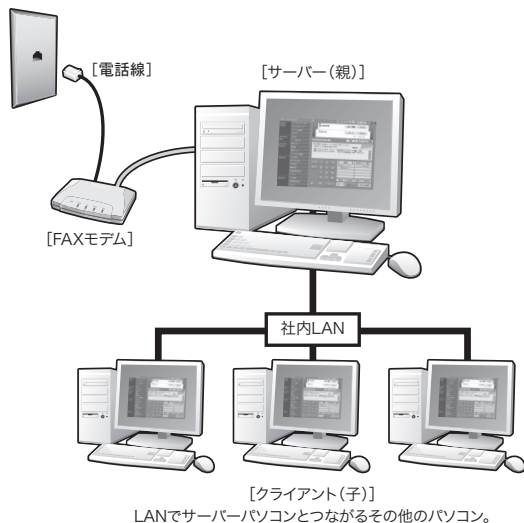 [電話線]
[サーバー(親)]
[FAXモデム]
社内LAN
[クライアント(子)]
LANでサーバーパソコンとつながるその他のパソコン。